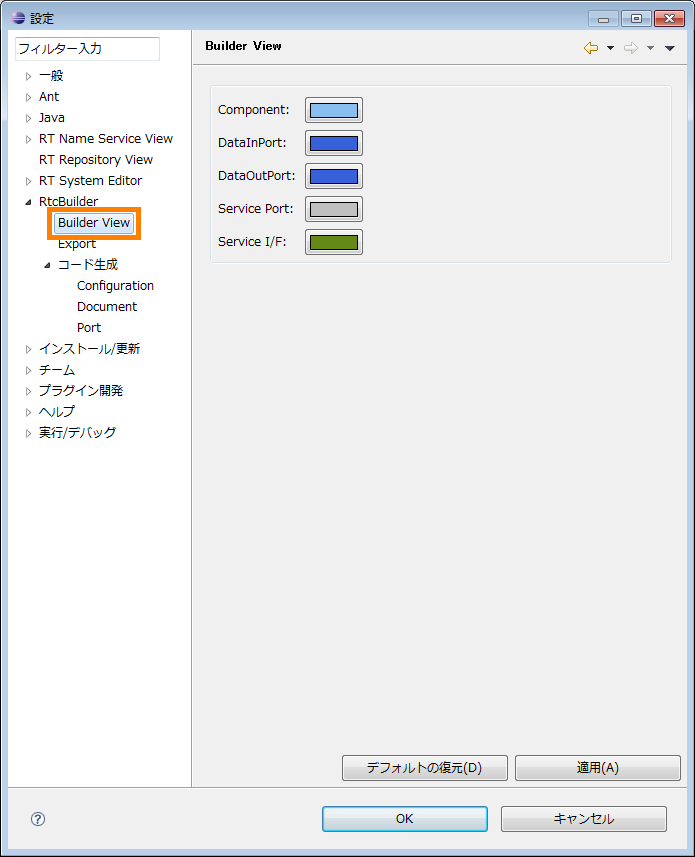 設定
フィルター入力
一般
Ant
Java
RT Name Service View
RT Repository View
RT System Editor
RtcBuilder
Builder View
Export
コード生成
Configuration
Document
Port
インストール/更新
チーム
プラグイン開発
ヘルプ
実行/デバッグ
Builder View
Component:
DataInPort:
DataOutPort:
Service Port:
Service I/F:
デフォルトの復元(D)
適用(A)
OK
キャンセル